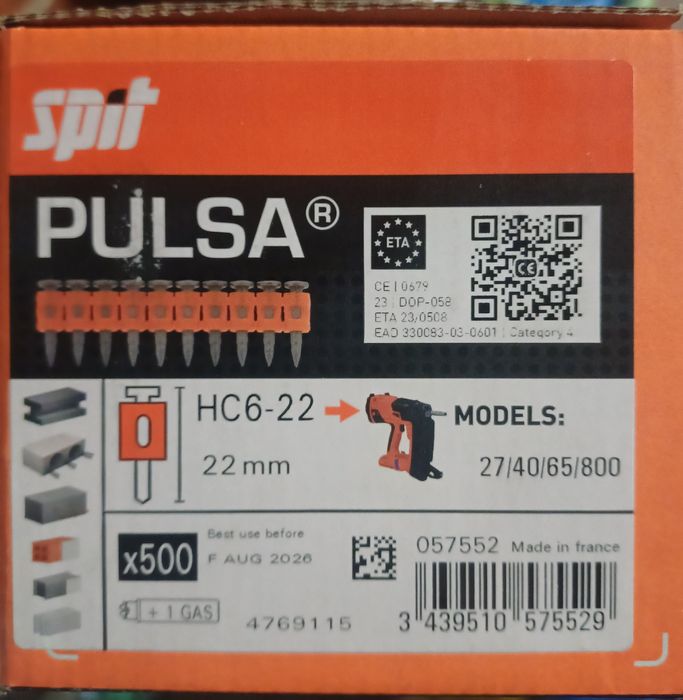 spit
PULSA®
ETA
CE
CE | 0679
23 | DOP-058
ETA 23/0508
EAD 330083-03-0601 | Category 4
HC6-22
22 mm
MODELS:
27/40/65/800
x500
Best use before
F AUG 2026
+ 1 GAS
4769115
057552 Made in france
3 439510 575529